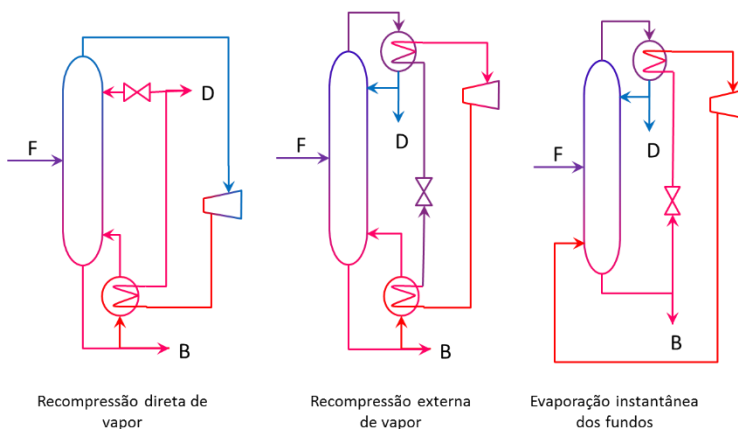 F
D
B
Recompressão direta de
vapor
F
D
B
Recompressão externa
de vapor
F
D
B
Evaporação instantânea
dos fundos